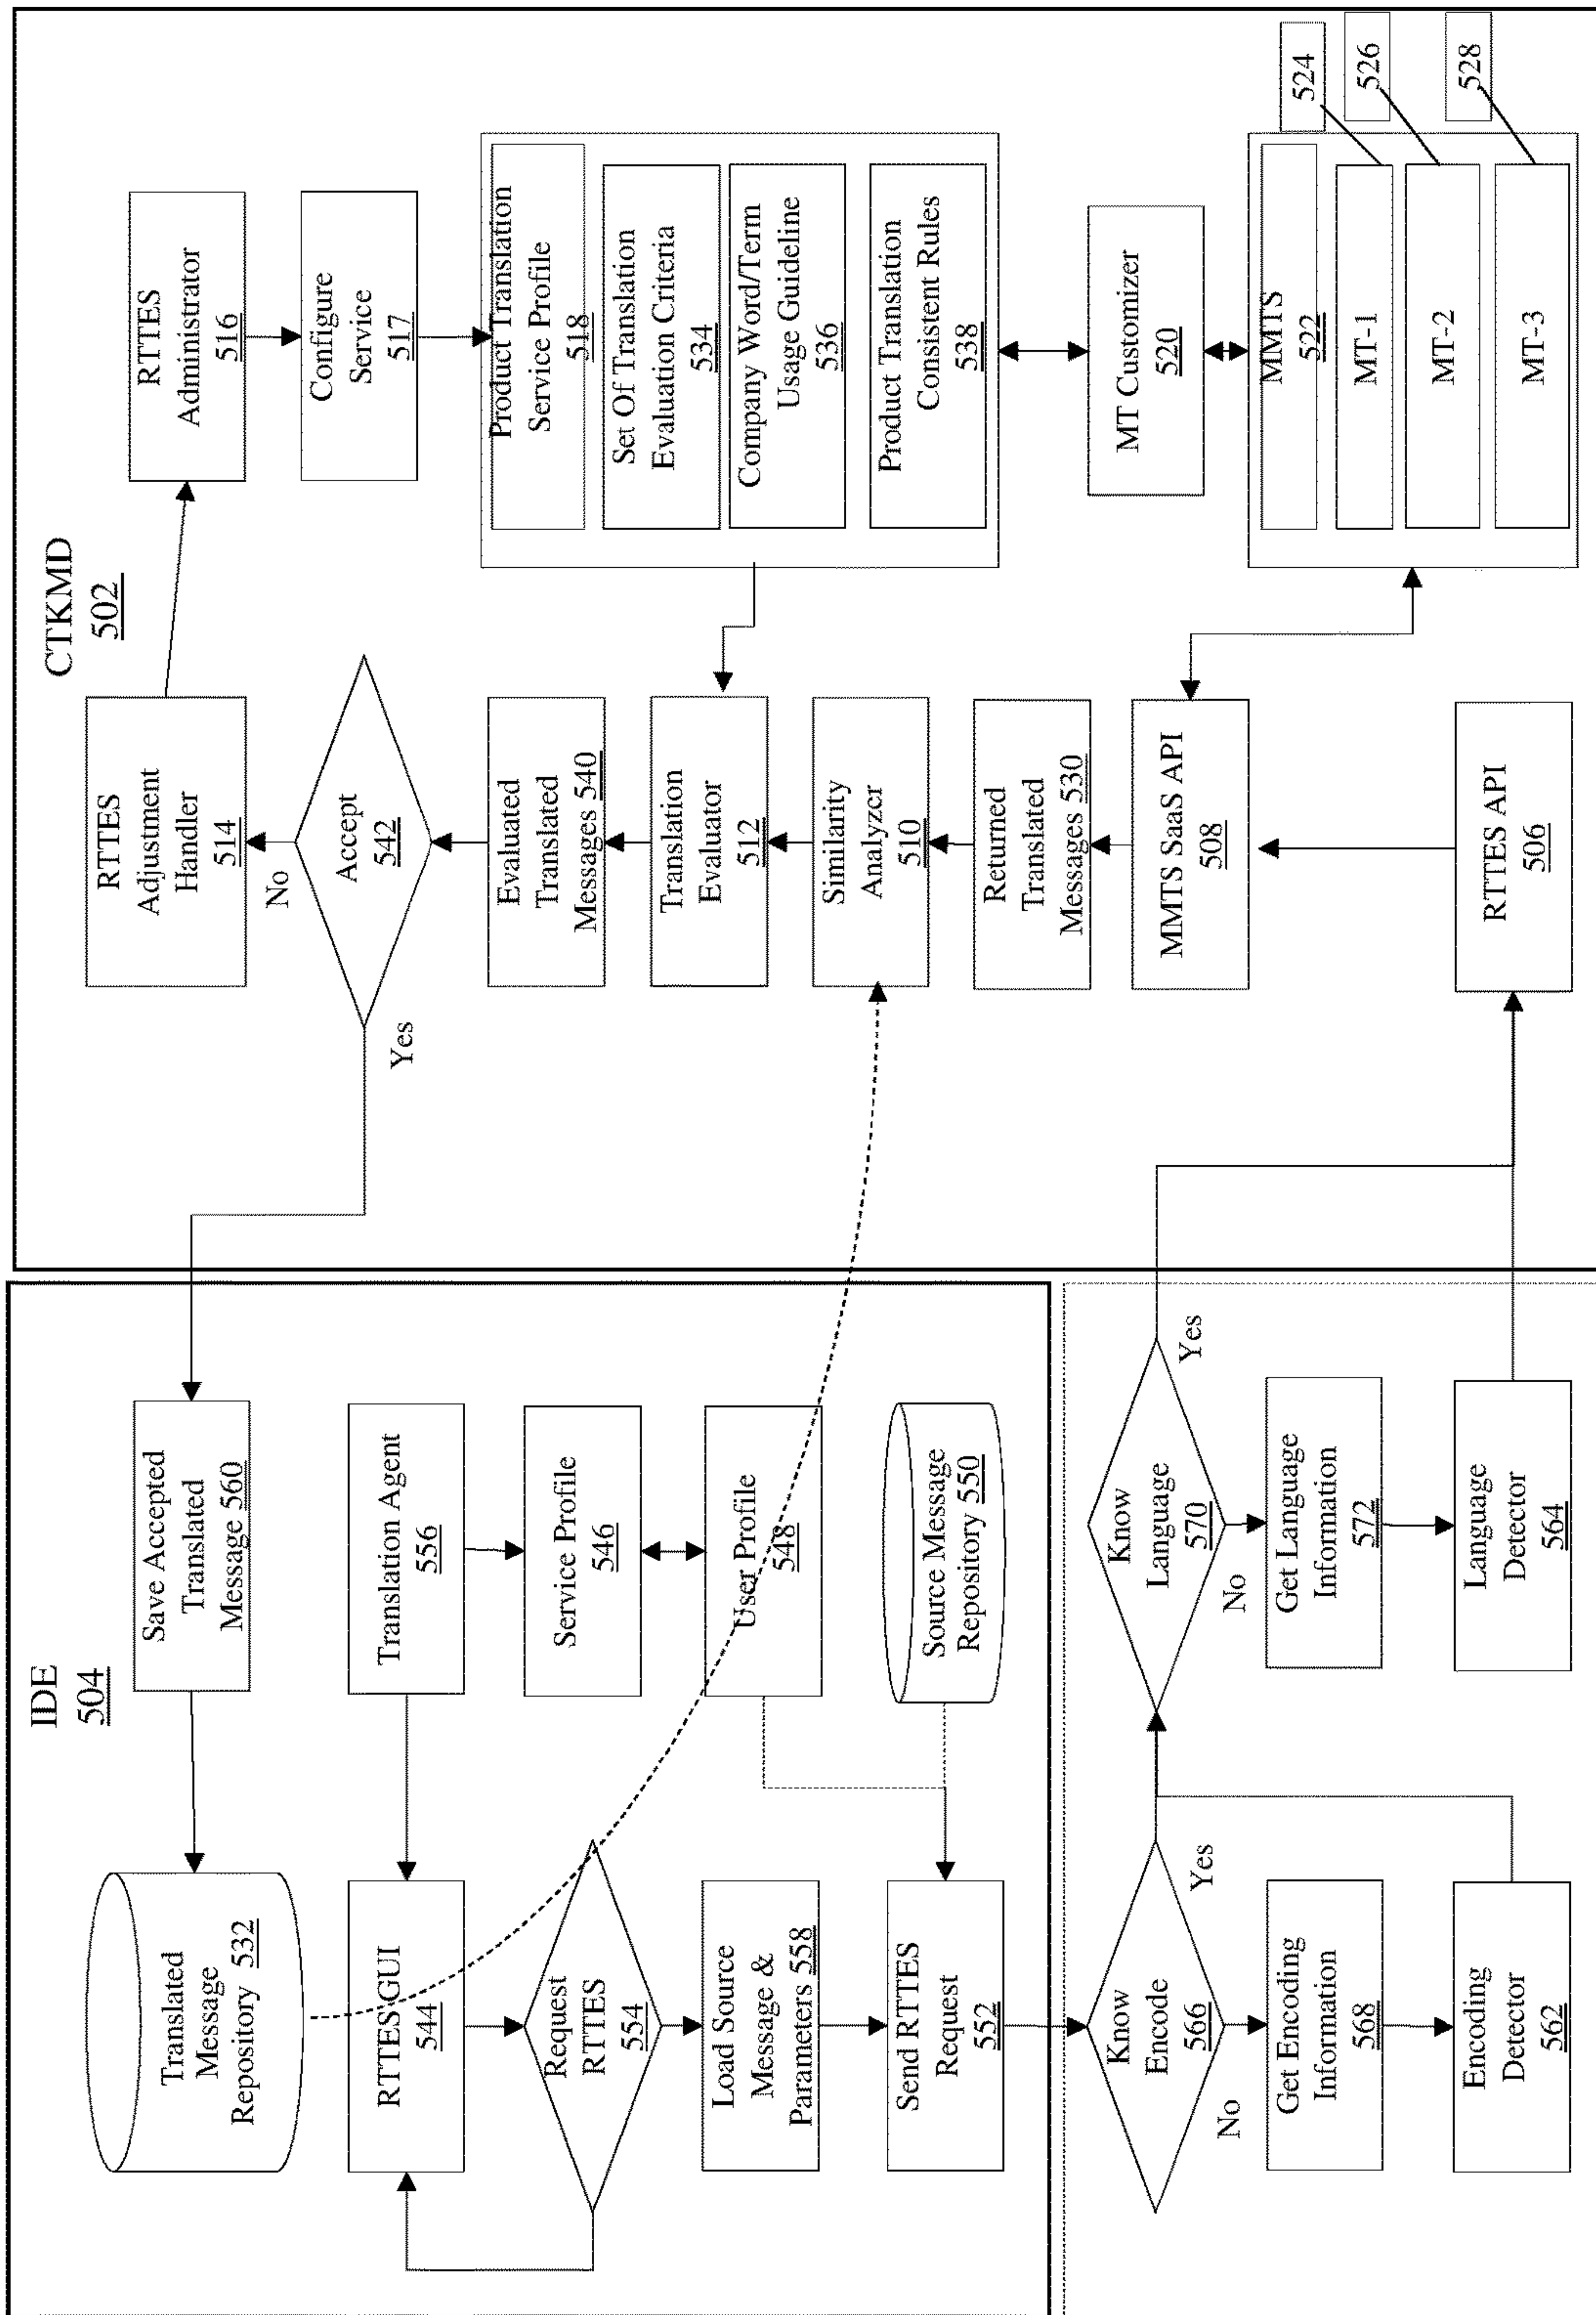 IDE
504
Translated
Message
Repository 532
Save Accepted
Translated
Message 560
RTTES GUI
544
Translation Agent
556
Request
RTTES
554
Service Profile
546
Load Source
Message &
Parameters 558
User Profile
548
Send RTTES
Request
552
Source Message
Repository 550
Know
Encode
566
Yes
No
Get Encoding
Information
568
Encoding
Detector
562
Know
Language
570
Yes
No
Get Language
Information
572
Language
Detector
564
CTKMD
502
RTTES
Adjustment
Handler
514
No
Accept
542
Yes
Evaluated
Translated
Messages 540
Translation
Evaluator
512
Similarity
Analyzer
510
Returned
Translated
Messages 530
MMTS SaaS API
508
RTTES API
506
RTTES
Administrator
516
Configure
Service
517
Product Translation
Service Profile
518
Set Of Translation
Evaluation Criteria
534
Company Word/Term
Usage Guideline
536
Product Translation
Consistent Rules
538
MT Customizer
520
MMTS
522
MT-1
MT-2
MT-3
524
526
528